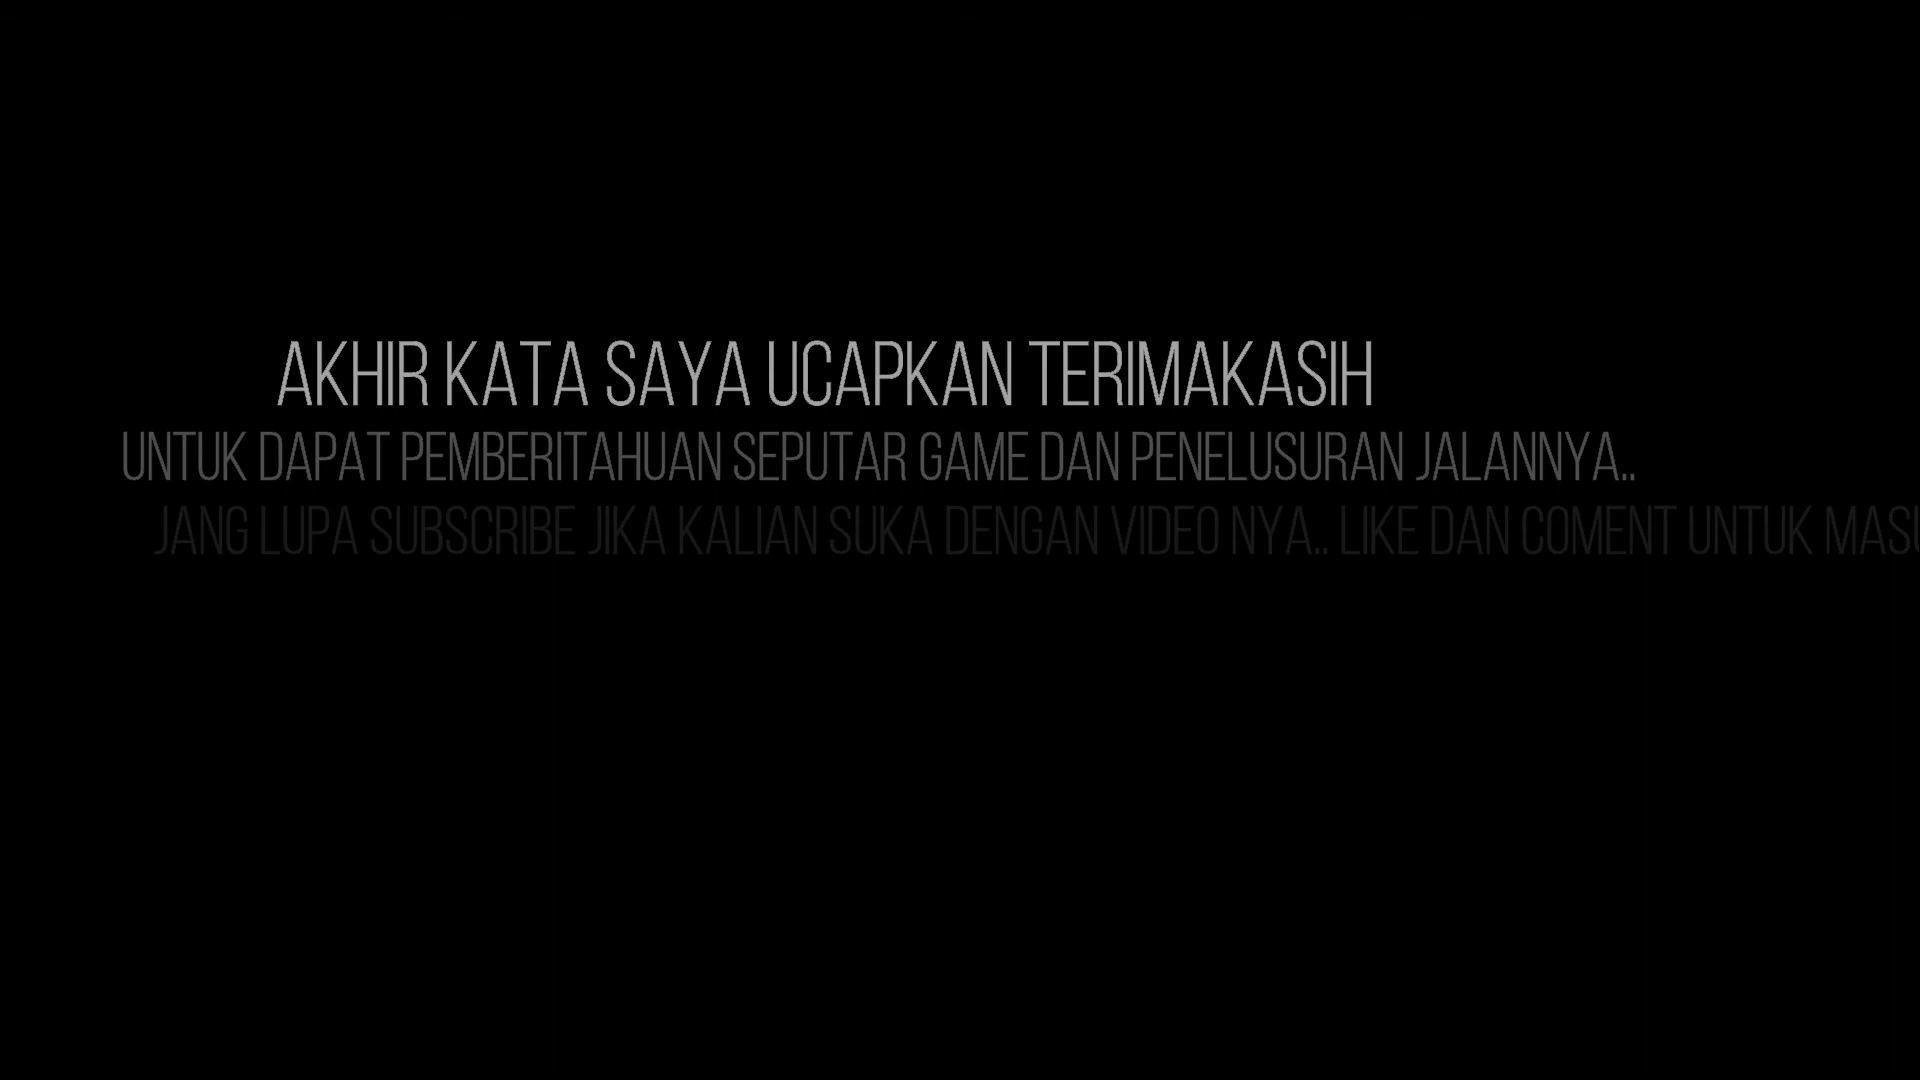 AKHIR KATA SAYA UCAPKAN TERIMAKASIH
UNTUK DAPAT PEMBERITAHUAN SEPUTAR GAME DAN PENELUSURAN JALANNYA..
JANG LUPA SUBSCRIBE JIKA KALIAN SUKA DENGAN VIDEO NYA.. LIKE DAN COMENT UNTUK